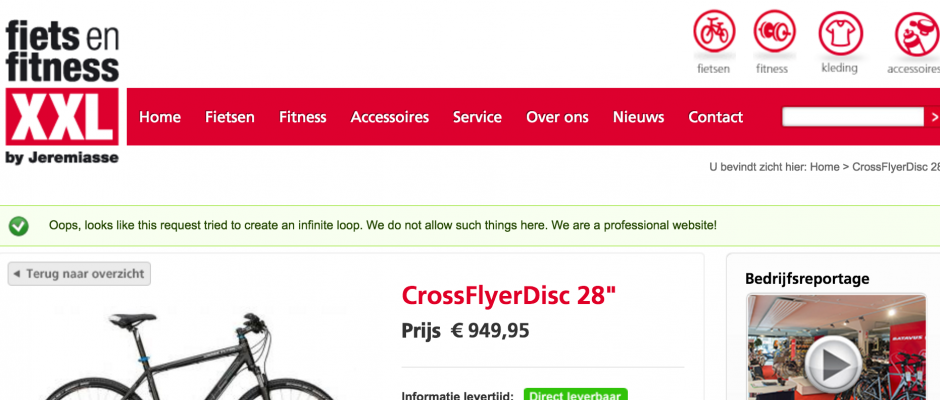 fiets en
fitness
XXL
by Jeremiasse
fietsen
fitness
kleding
accessoires
Home
Fietsen
Fitness
Accessoires
Service
Over ons
Nieuws
Contact
>
U bevindt zicht hier: Home > CrossFlyerDisc 28
Oops, looks like this request tried to create an infinite loop. We do not allow such things here. We are a professional website!
Terug naar overzicht
CrossFlyerDisc 28"
Prijs € 949,95
Informatie levertijd: Direct leverbaar
Bedrijfsreportage
BATAVUS